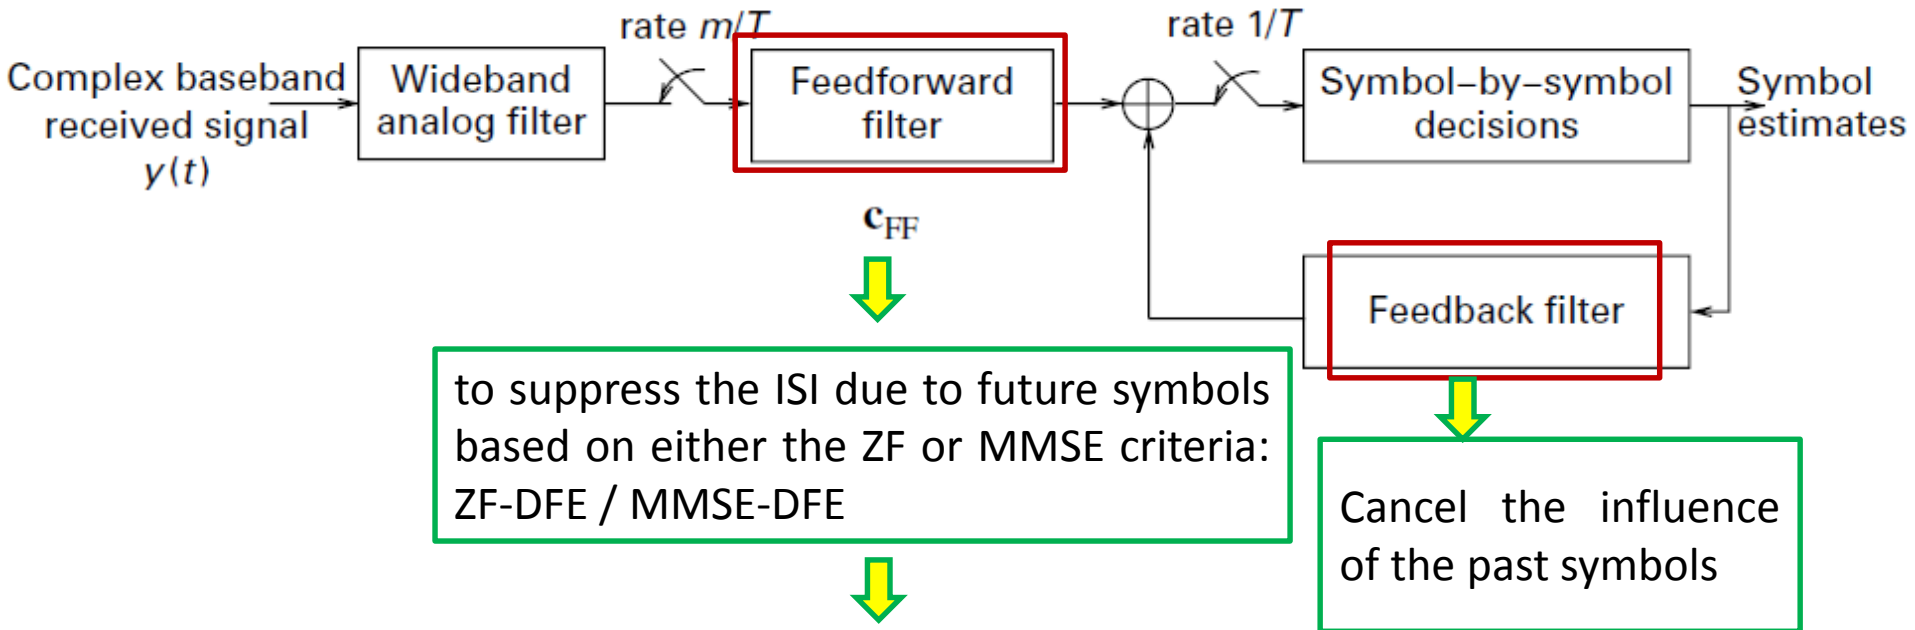 rate m/T
rate 1/T
Complex baseband
received signal
y(t)
Wideband
analog filter
Feedforward
filter
Symbol–by–symbol
decisions
Symbol
estimates
c_FF
Feedback filter
to suppress the ISI due to future symbols
based on either the ZF or MMSE criteria:
ZF-DFE / MMSE-DFE
Cancel the influence
of the past symbols